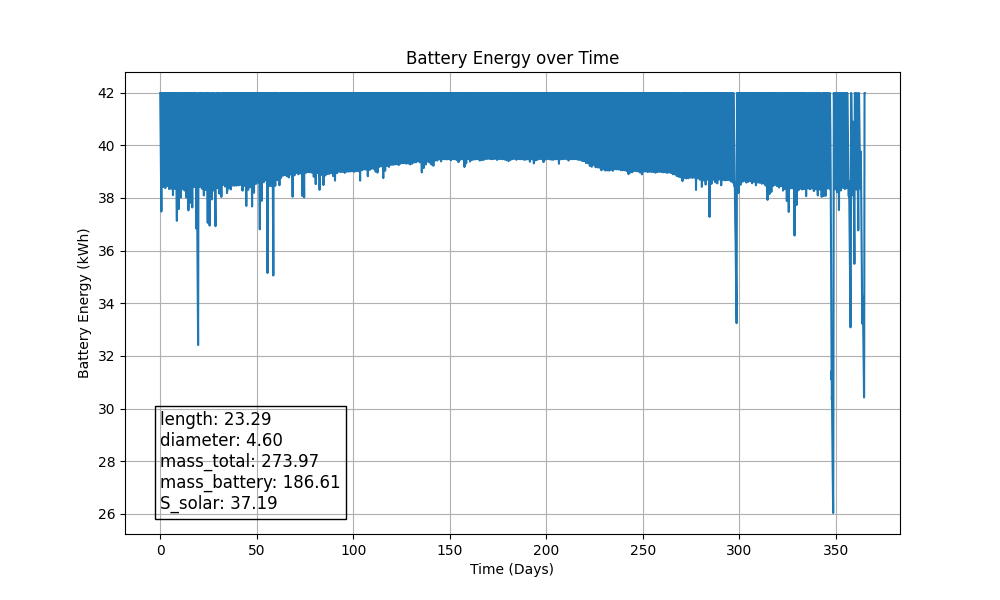 Battery Energy over Time
42
40
38
36
34
32
30
28
26
Battery Energy (kWh)
length: 23.29
diameter: 4.60
mass_total: 273.97
mass_battery: 186.61
S_solar: 37.19
0 50 100 150 200 250 300 350
Time (Days)